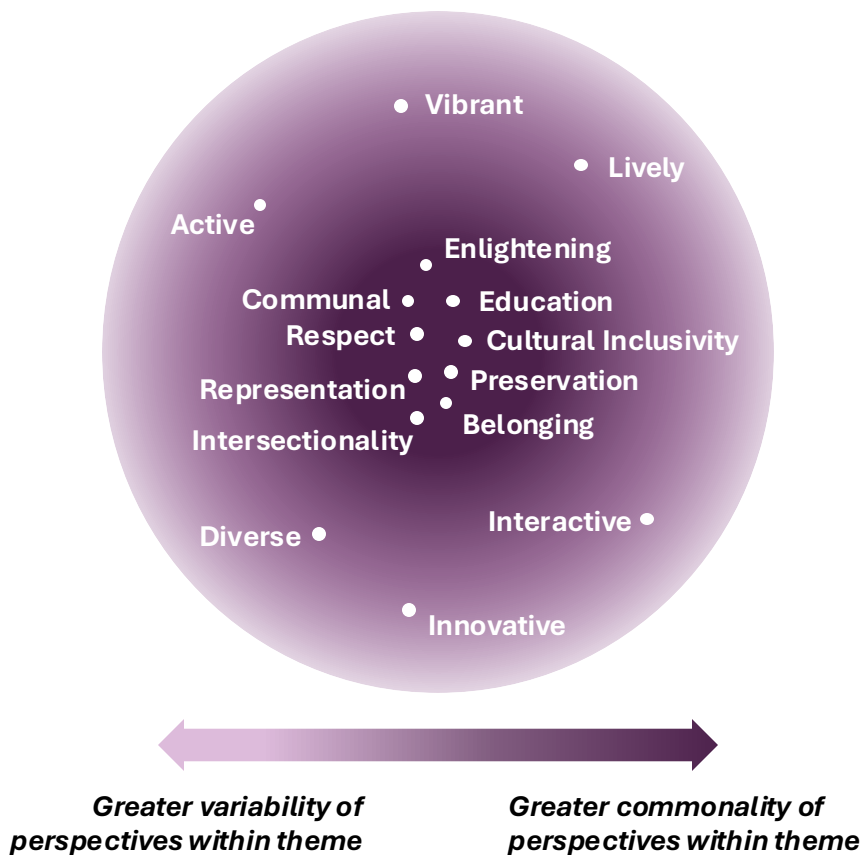 Vibrant
Lively
Active
Enlightening
Communal
Education
Respect
Cultural Inclusivity
Representation
Preservation
Intersectionality
Belonging
Diverse
Interactive
Innovative
Greater variability of
perspectives within theme
Greater commonality of
perspectives within theme